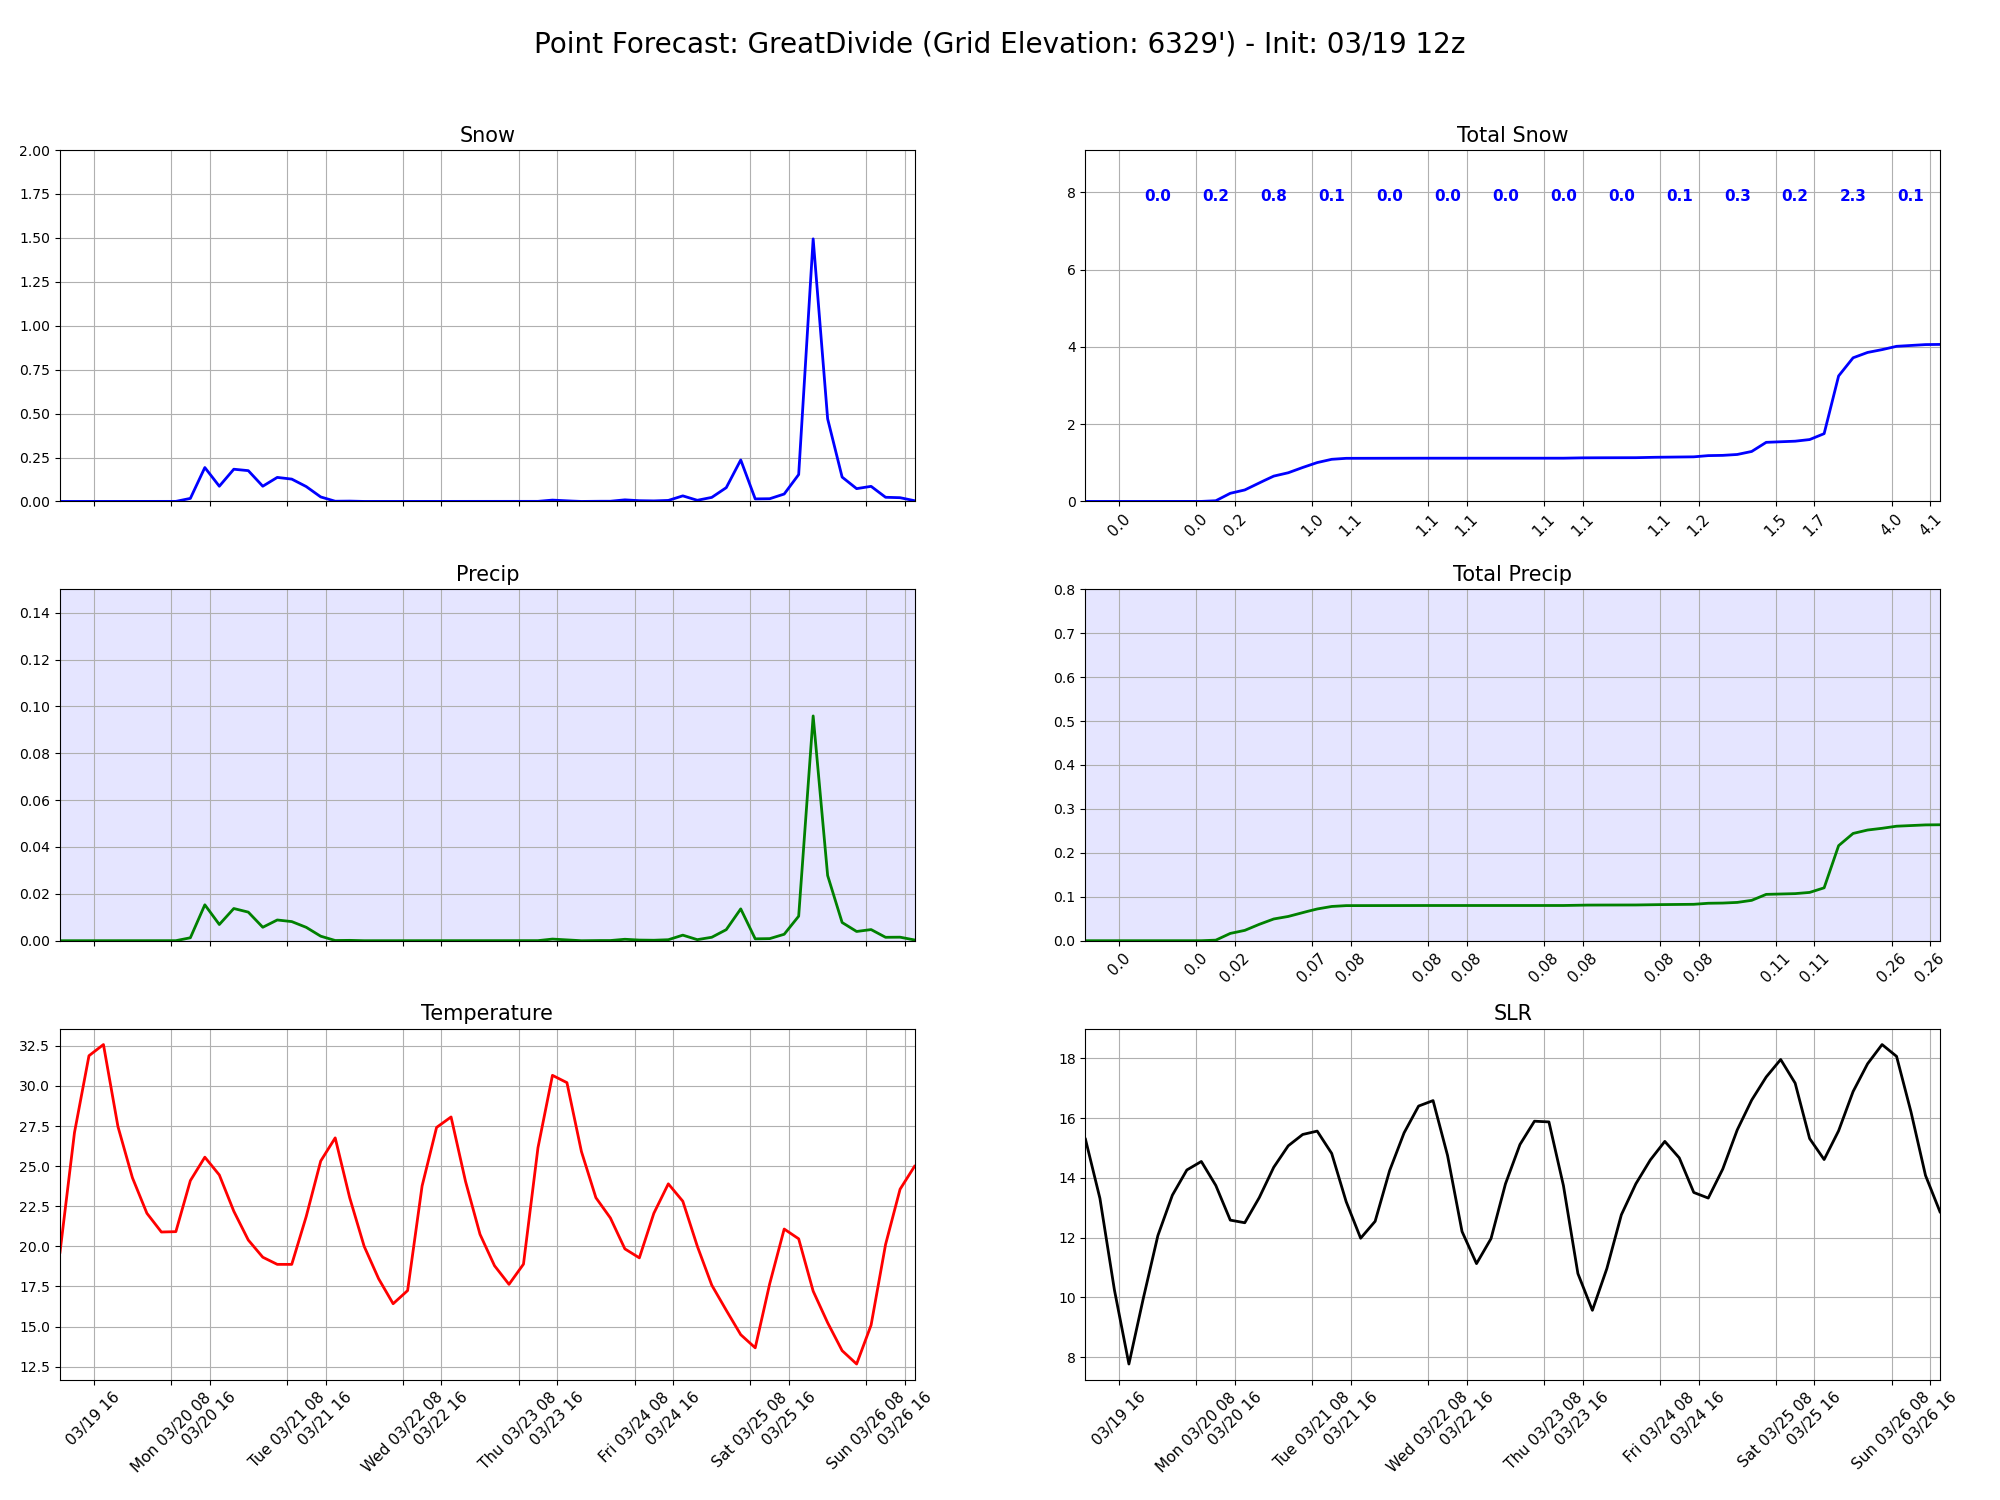 Point Forecast: GreatDivide (Grid Elevation: 6329') - Init: 03/19 12z
Snow
2.00
1.75
1.50
1.25
1.00
0.75
0.50
0.25
0.00
Total Snow
0.0 0.2 0.8 0.1 0.0 0.0 0.0 0.0 0.0 0.1 0.3 0.2 2.3 0.1
8
6
4
2
0
0.0 0.0 0.2 1.0 1.1 1.1 1.1 1.1 1.1 1.1 1.2 1.5 1.7 4.0 4.1
Precip
0.14
0.12
0.10
0.08
0.06
0.04
0.02
0.00
Total Precip
0.8
0.7
0.6
0.5
0.4
0.3
0.2
0.1
0.0
0.0 0.0 0.02 0.07 0.08 0.08 0.08 0.08 0.08 0.08 0.08 0.11 0.11 0.26 0.26
Temperature
32.5
30.0
27.5
25.0
22.5
20.0
17.5
15.0
12.5
03/19 16
Mon 03/20 08
03/20 16
Tue 03/21 08
03/21 16
Wed 03/22 08
03/22 16
Thu 03/23 08
03/23 16
Fri 03/24 08
03/24 16
Sat 03/25 08
03/25 16
Sun 03/26 08
03/26 16
SLR
18
16
14
12
10
8
03/19 16
Mon 03/20 08
03/20 16
Tue 03/21 08
03/21 16
Wed 03/22 08
03/22 16
Thu 03/23 08
03/23 16
Fri 03/24 08
03/24 16
Sat 03/25 08
03/25 16
Sun 03/26 08
03/26 16